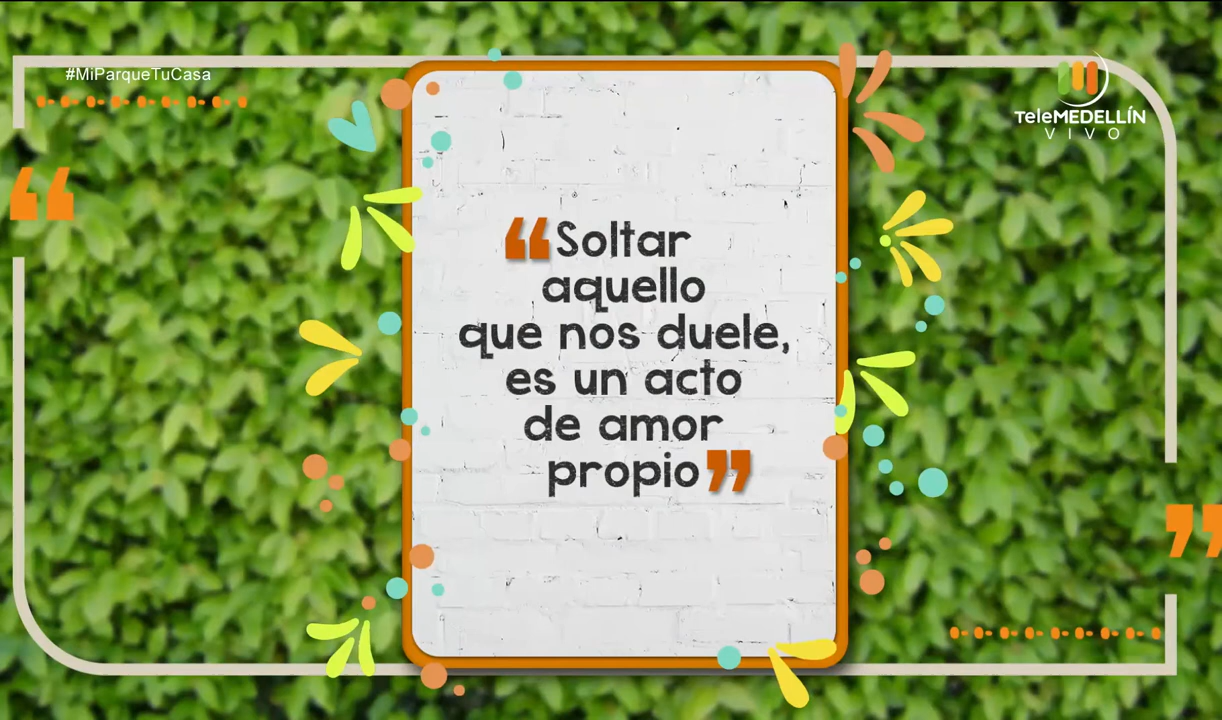 #MiParqueTuCasa
TeleMEDELLÍN
VIVO
“Soltar
aquello
que nos duele,
es un acto
de amor
propio”